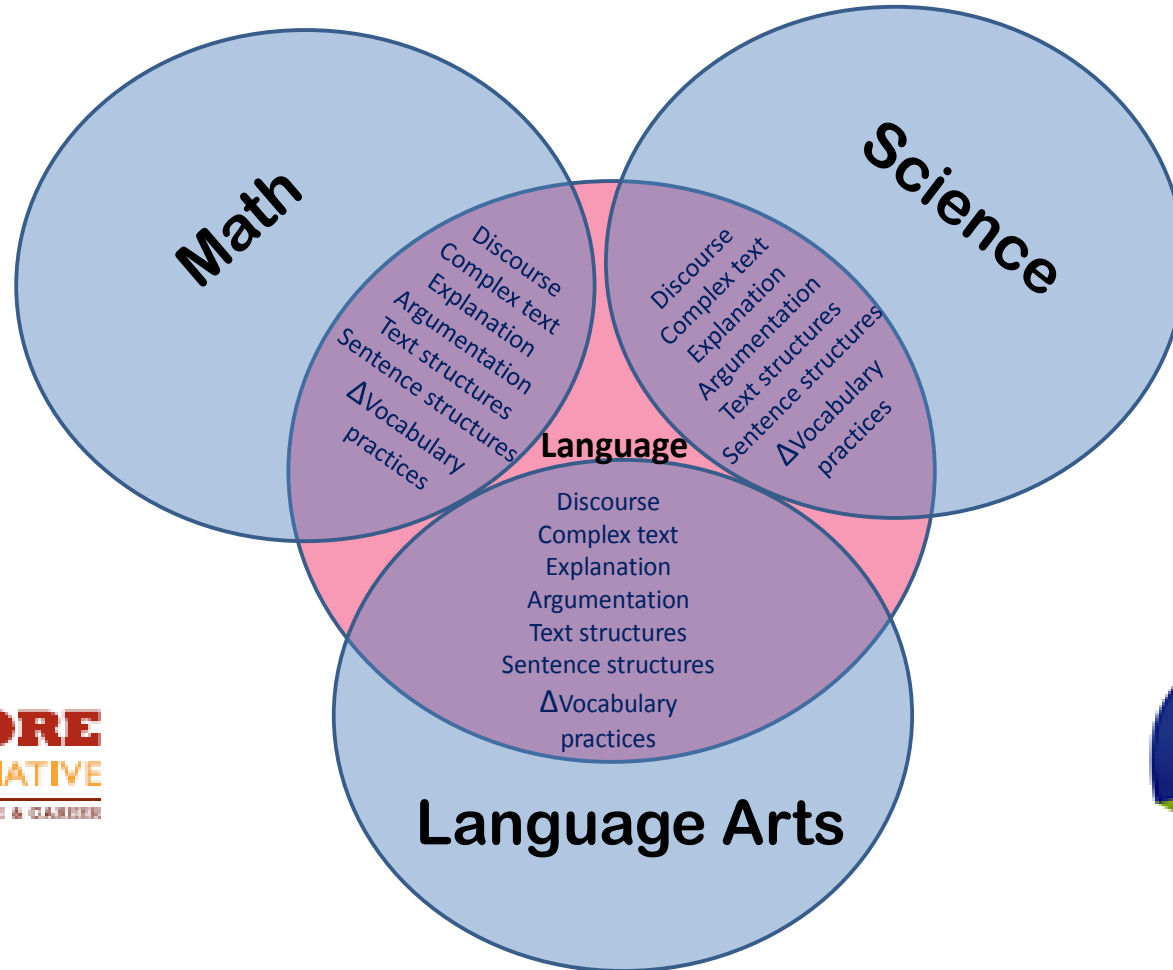 Math
Science
Discourse
Complex text
Explanation
Argumentation
Text structures
Sentence structures
ΔVocabulary
practices
Discourse
Complex text
Explanation
Argumentation
Text structures
Sentence structures
ΔVocabulary
practices
Language
Discourse
Complex text
Explanation
Argumentation
Text structures
Sentence structures
ΔVocabulary
practices
Language Arts
ORE
IATIVE
E & CAREER